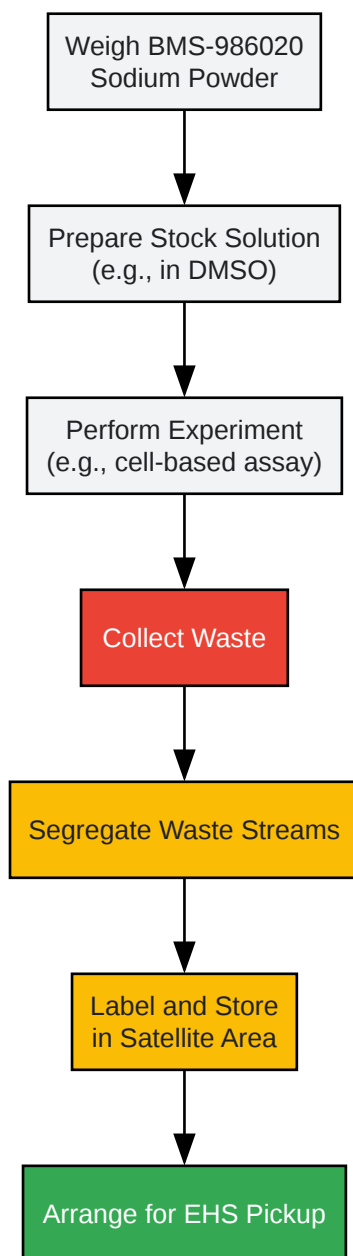 Weigh BMS-986020
Sodium Powder
Prepare Stock Solution
(e.g., in DMSO)
Perform Experiment
(e.g., cell-based assay)
Collect Waste
Segregate Waste Streams
Label and Store
in Satellite Area
Arrange for EHS Pickup